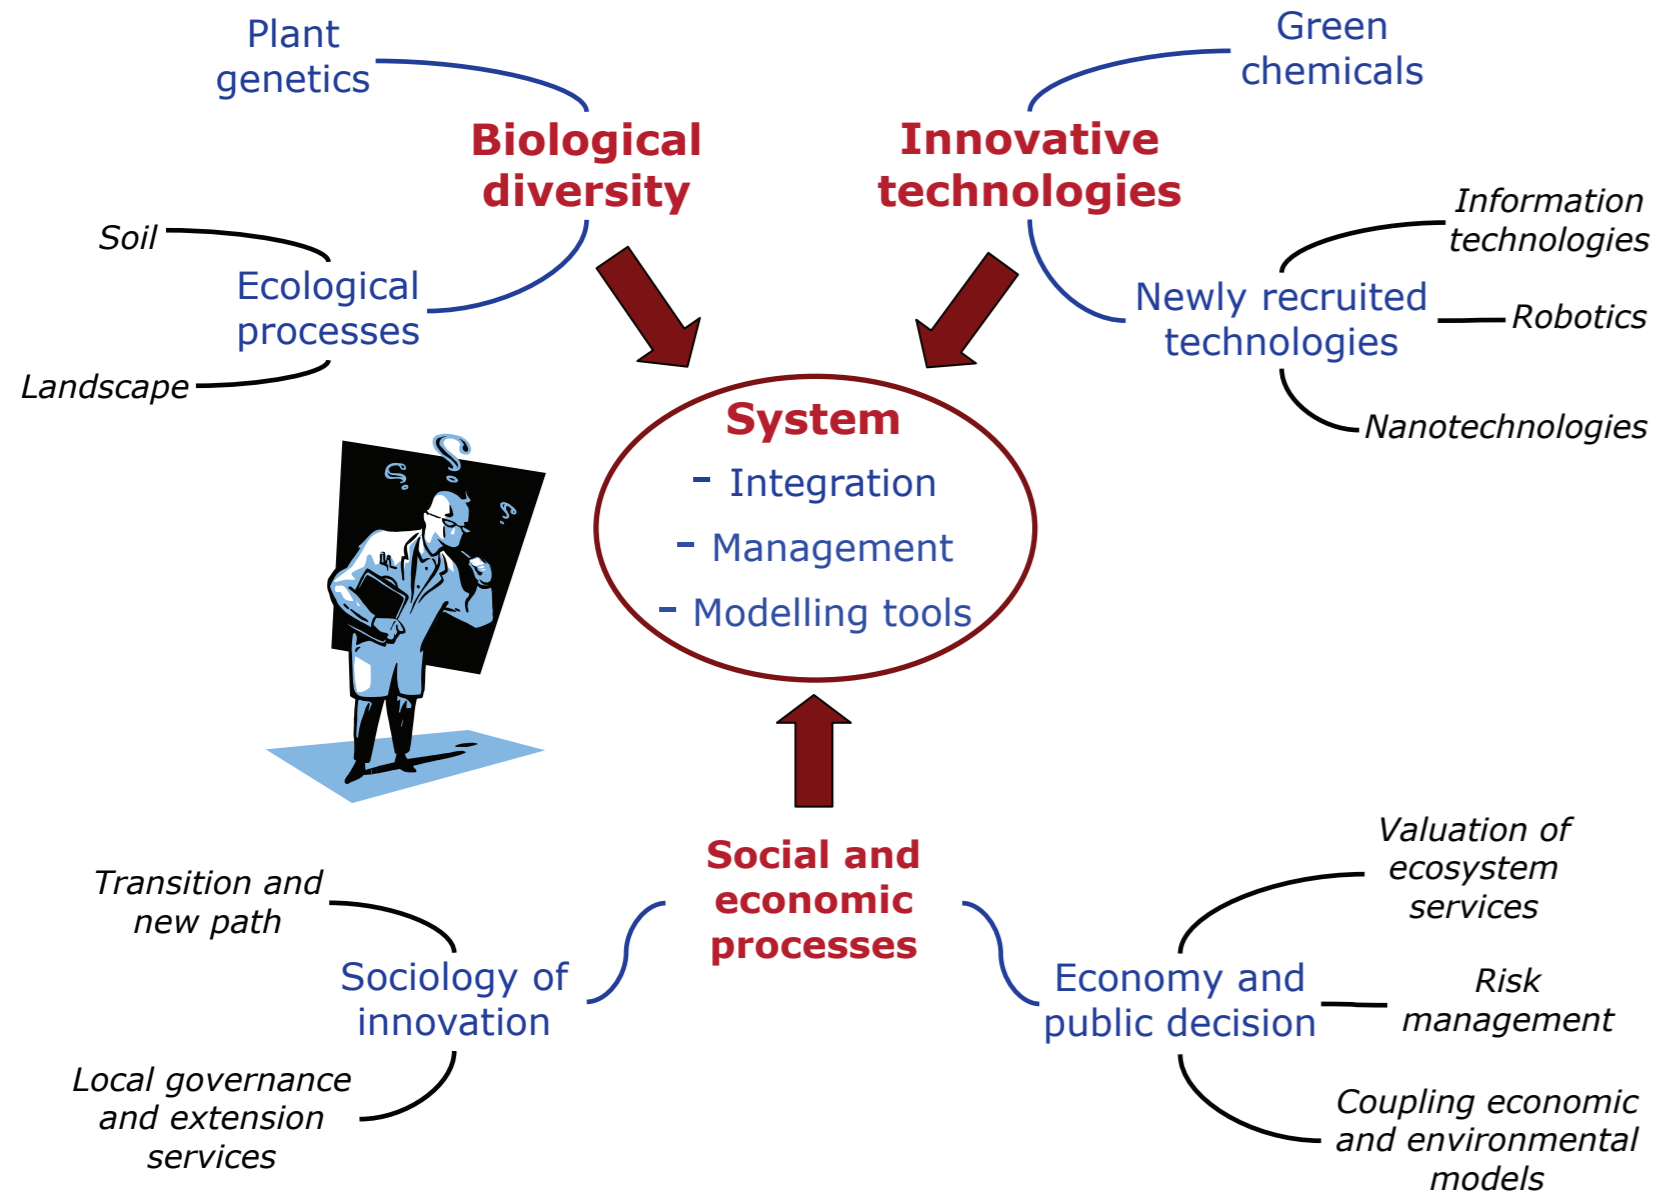 Plant
genetics
Green
chemicals
Biological
diversity
Innovative
technologies
Soil
Ecological
processes
Landscape
Information
technologies
Newly recruited
technologies
Robotics
Nanotechnologies
System
- Integration
- Management
- Modelling tools
Social and
economic
processes
Transition and
new path
Sociology of
innovation
Local governance
and extension
services
Valuation of
ecosystem
services
Economy and
public decision
Risk
management
Coupling economic
and environmental
models